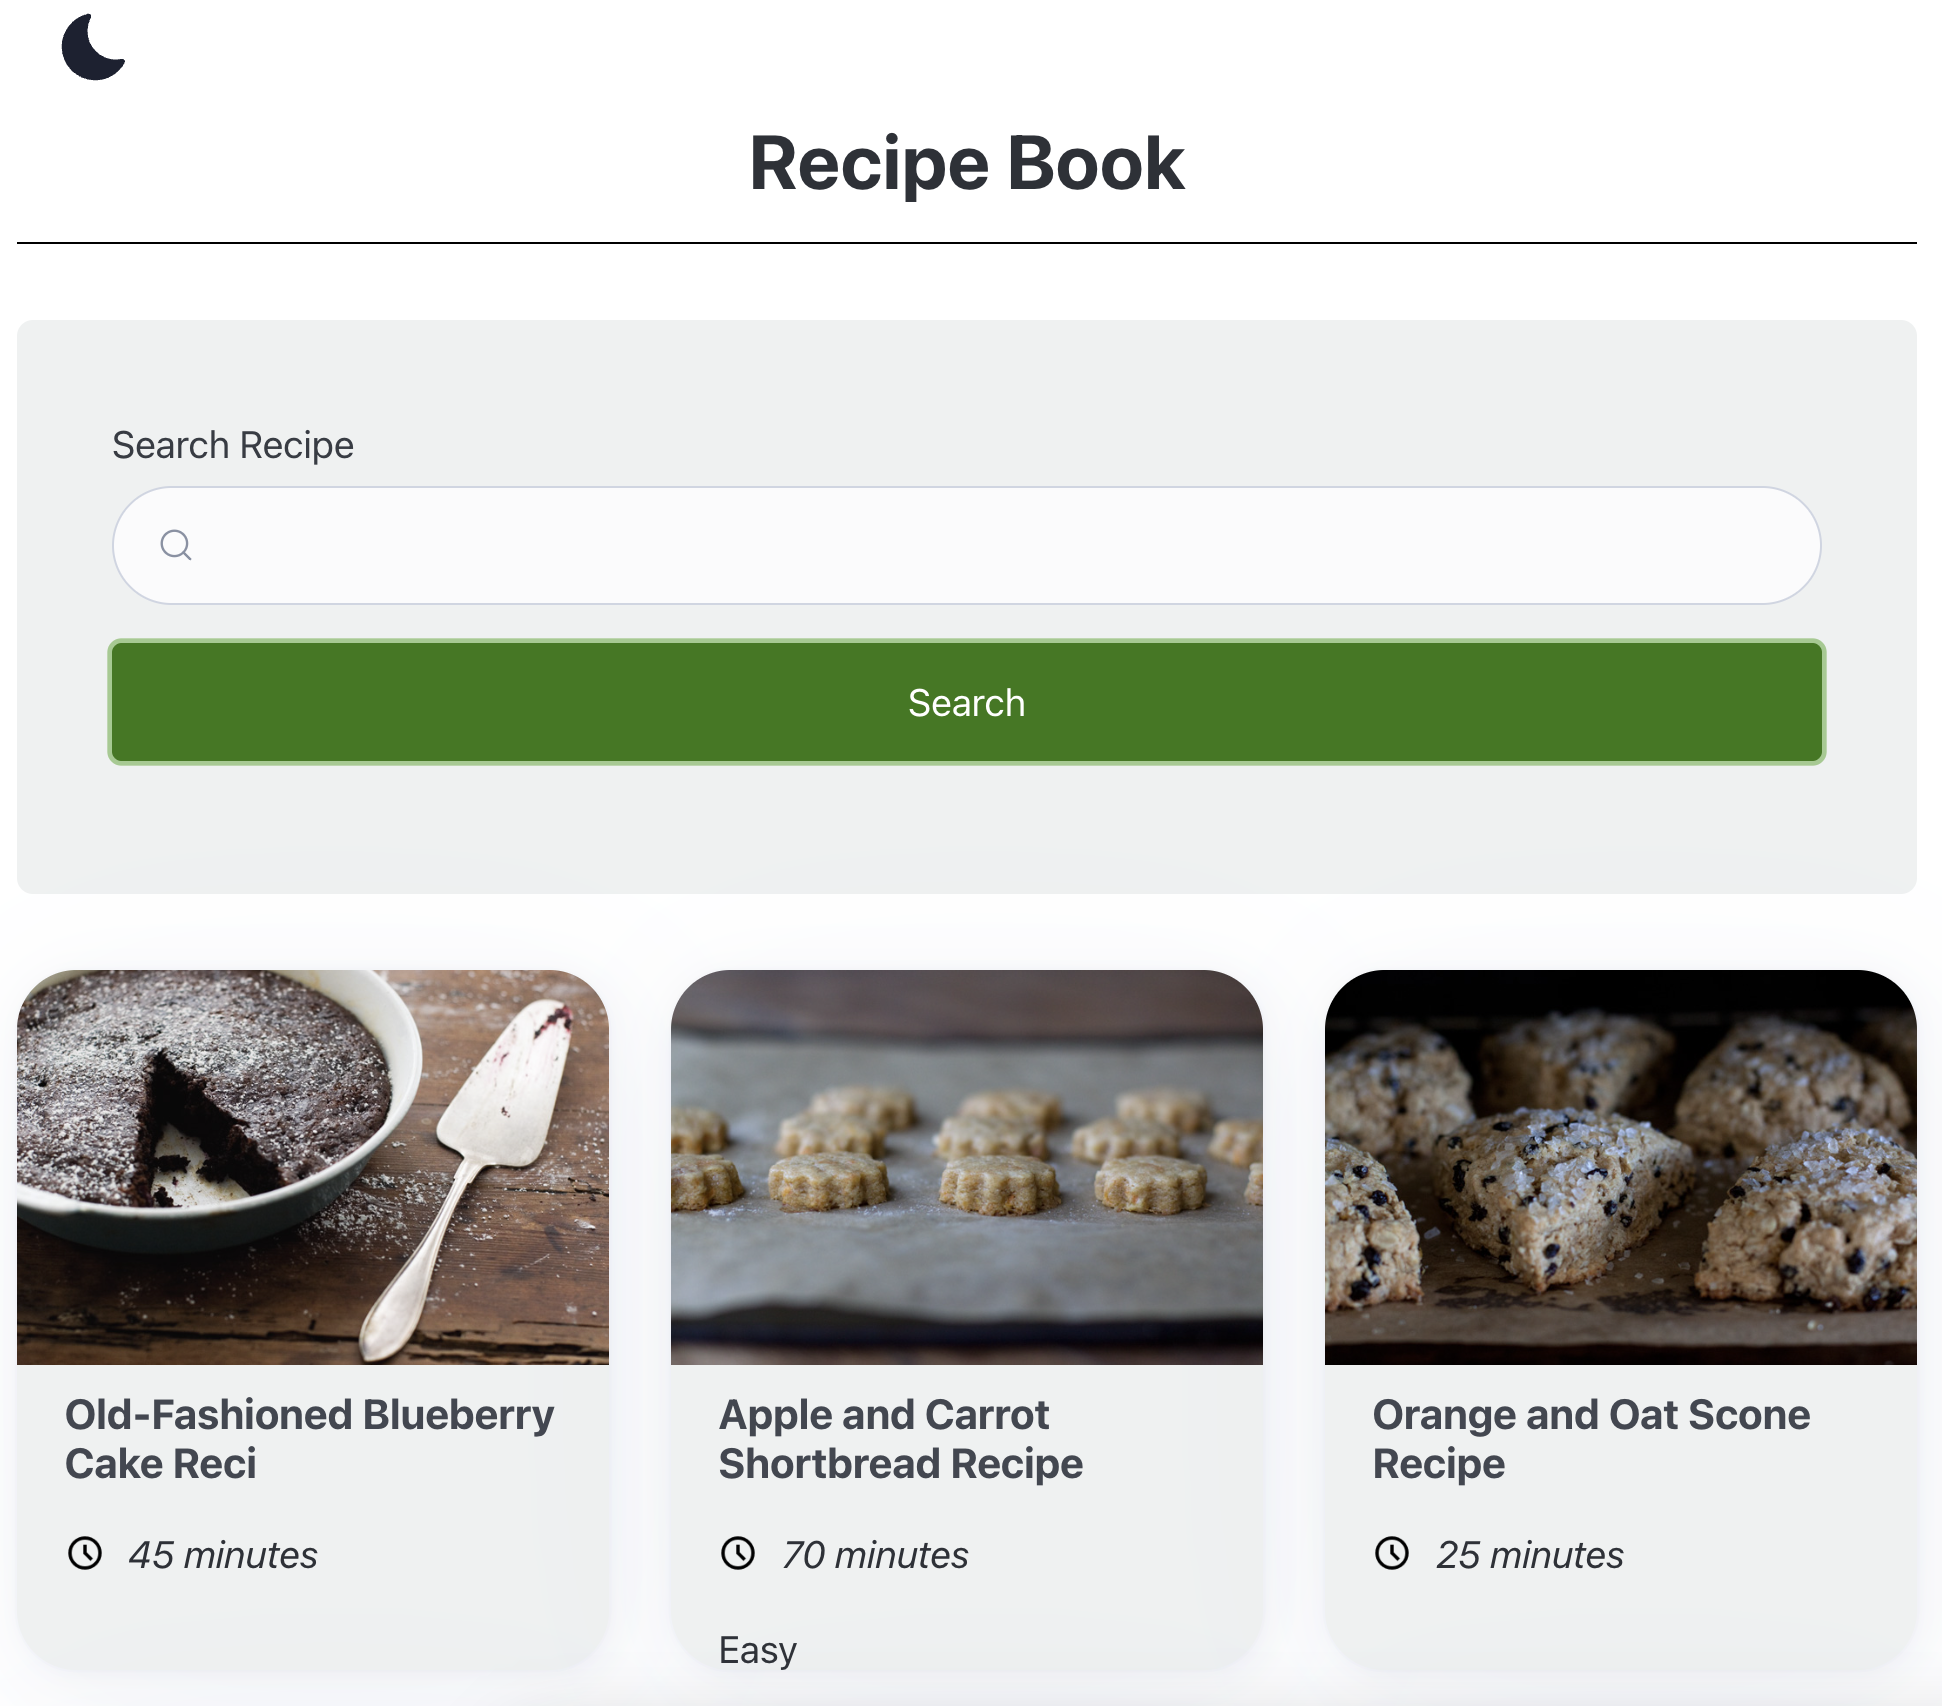 Recipe Book
Search Recipe
Search
Old-Fashioned Blueberry
Cake Reci
45 minutes
Apple and Carrot
Shortbread Recipe
70 minutes
Easy
Orange and Oat Scone
Recipe
25 minutes